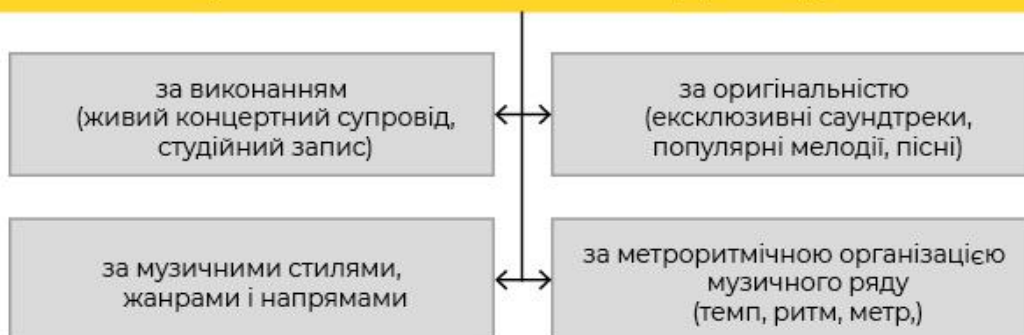 за виконанням
(живий концертний супровід,
студійний запис)
за оригінальністю
(ексклюзивні саундтреки,
популярні мелодії, пісні)
за музичними стилями,
жанрами і напрямами
за метроритмічною організацією
музичного ряду
(темп, ритм, метр,)